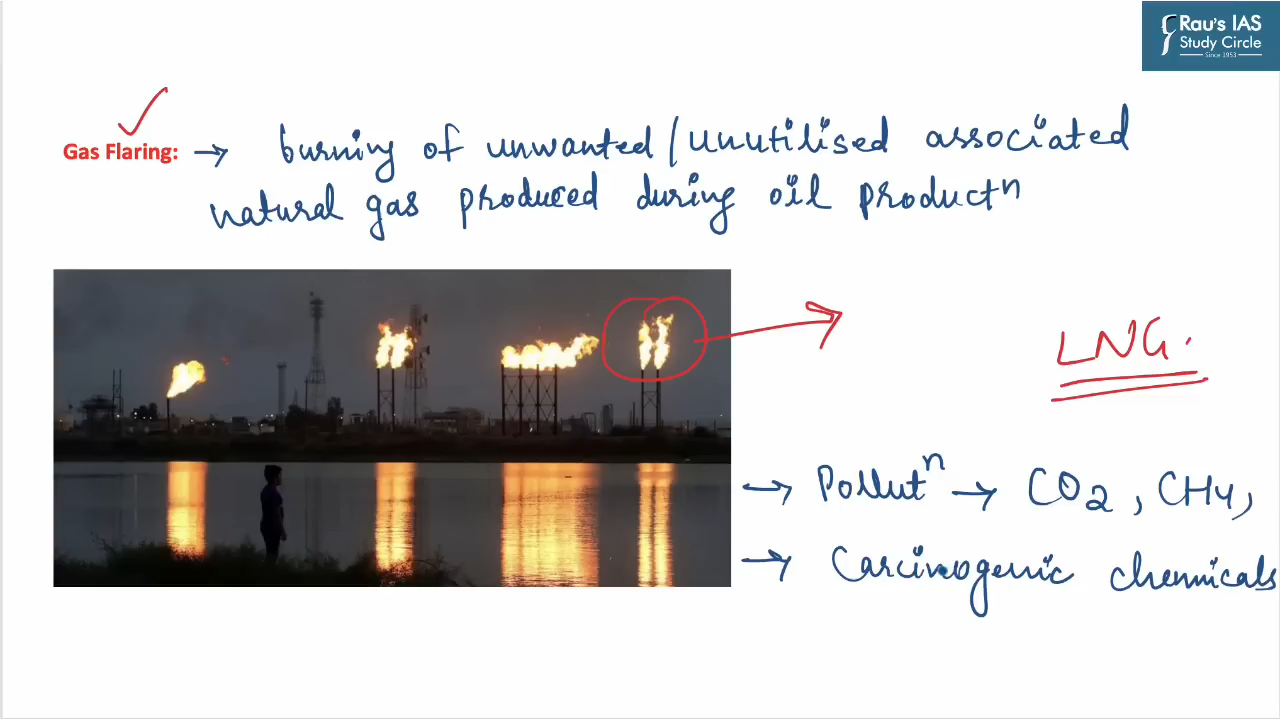 Rau's IAS
Study Circle
Since 1953
Gas Flaring: → burning of unwanted/unutilised associated
natural gas produced during oil productⁿ
LNG.
→ Pollutⁿ → CO2, CH4,
→ Carcinogenic chemicals